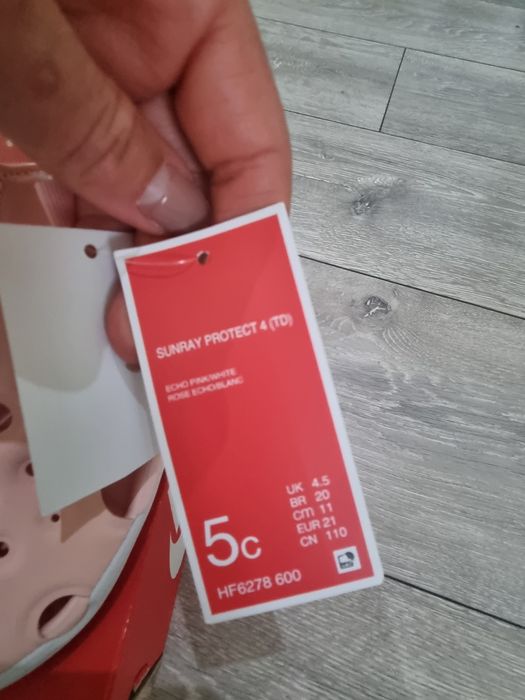 SUNRAY PROTECT 4 (TD)
ECHO PINK/WHITE
ROSE ECHO/BLANC
UK 4.5
BR 20
cm 11
EUR 21
CN 110
5C
HF6278 600